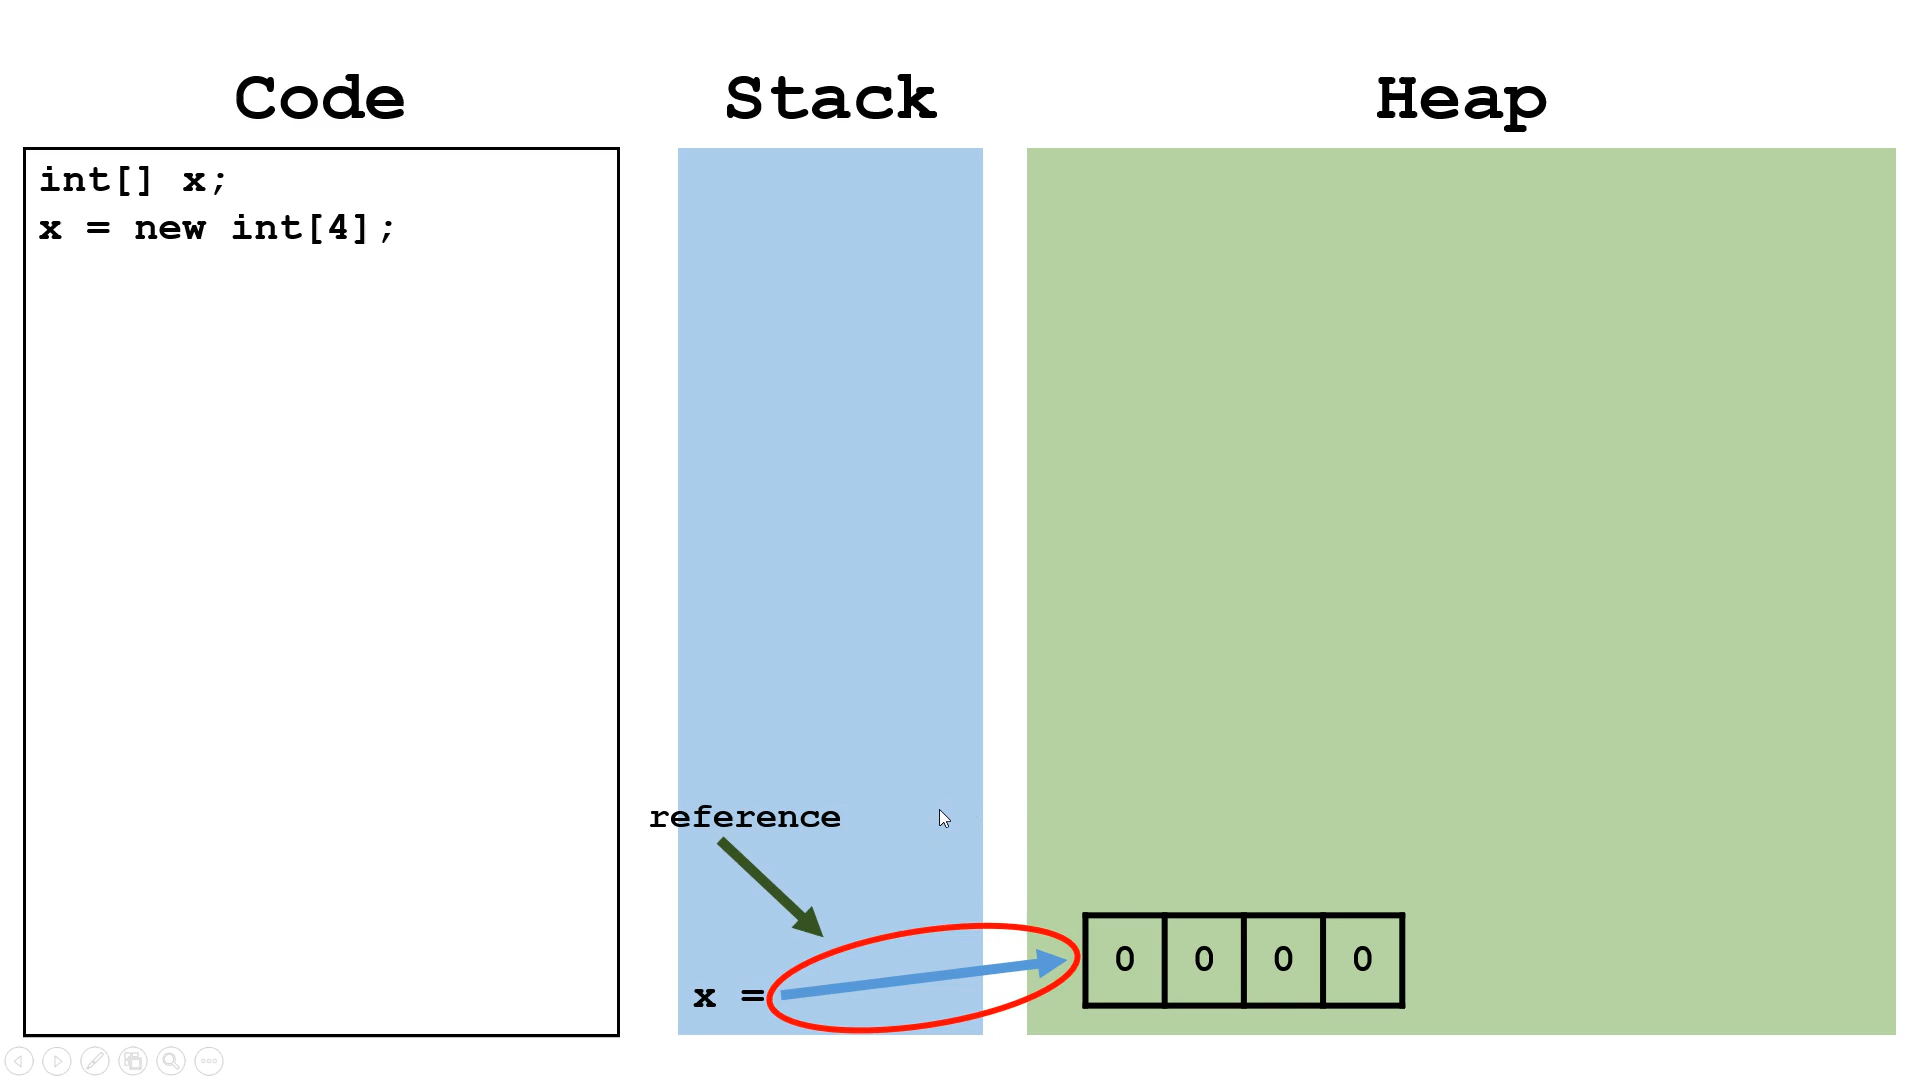 Code
Stack
Heap
int[] x;
x = new int[4];
reference
x =
0 0 0 0